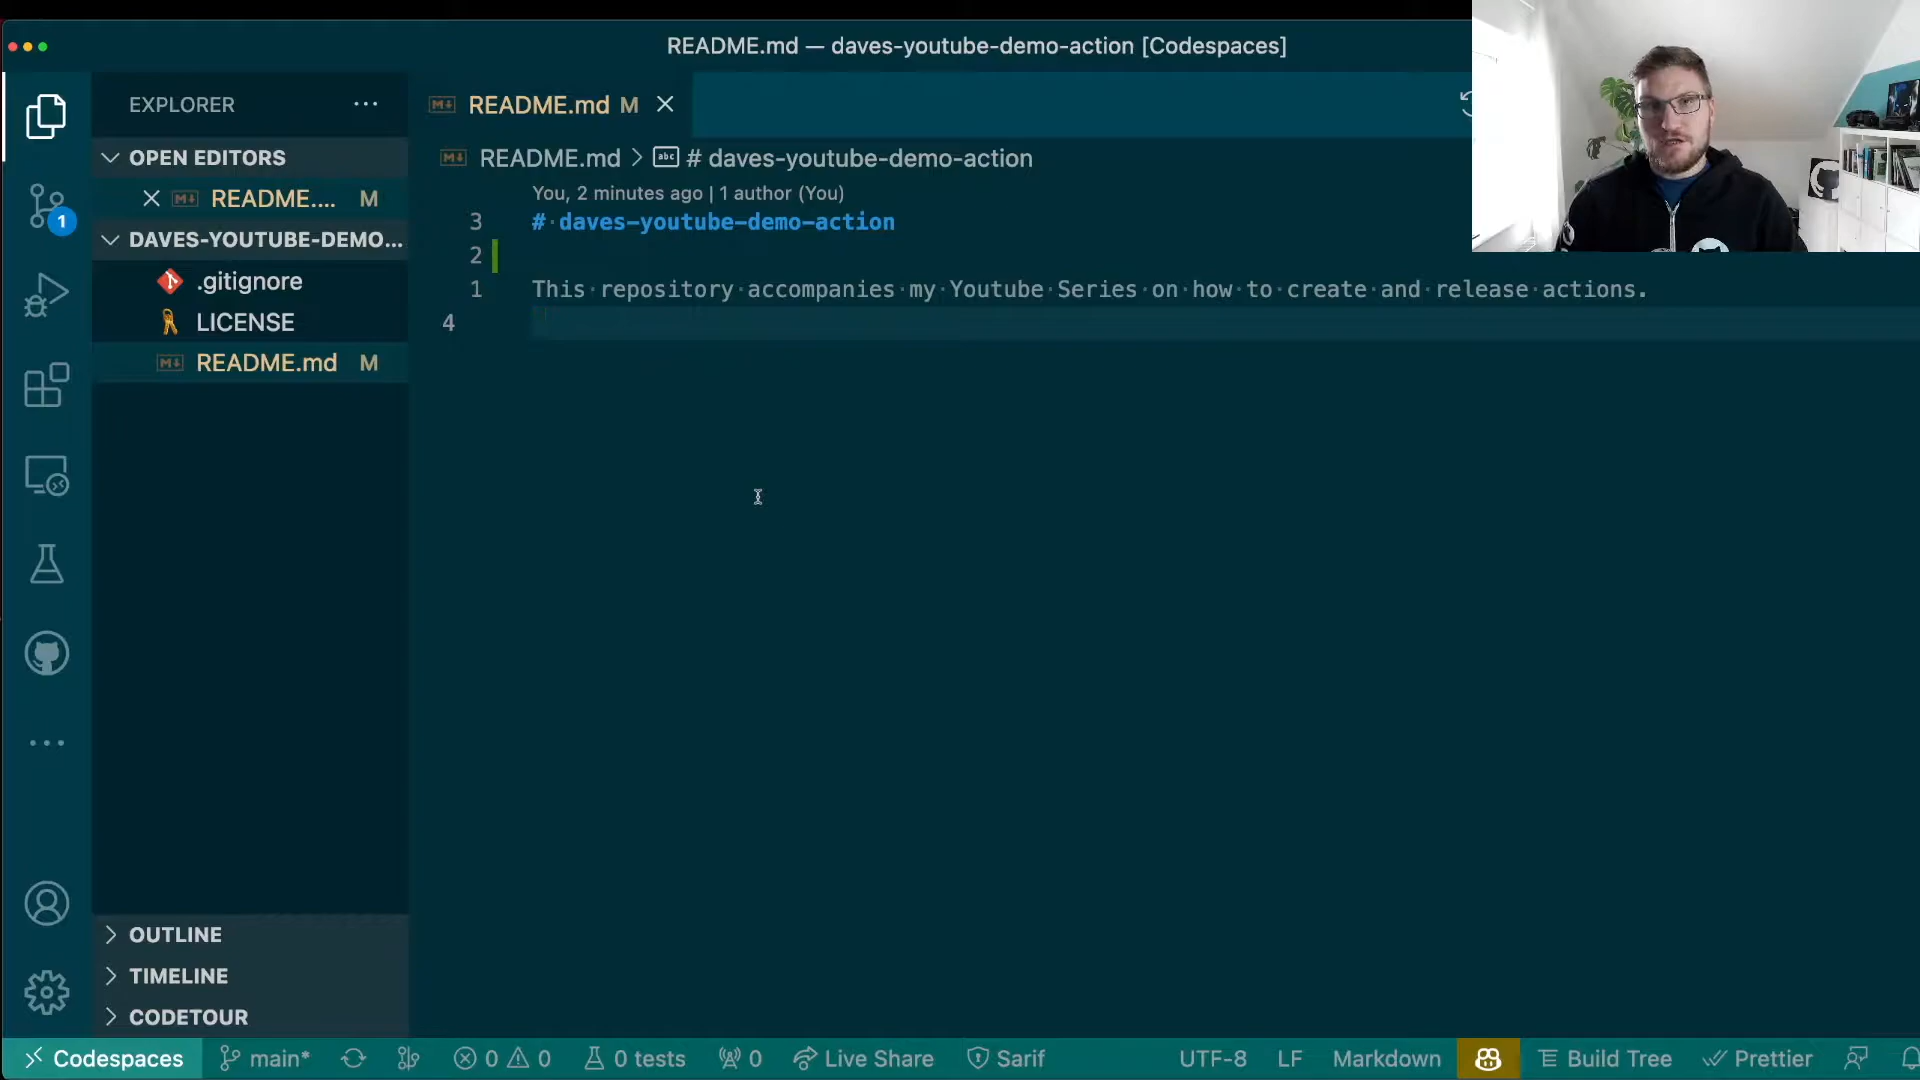 README.md — daves-youtube-demo-action [Codespaces]
EXPLORER
README.md M
OPEN EDITORS
README.md > # daves-youtube-demo-action
README.... M
You, 2 minutes ago | 1 author (You)
3 # daves-youtube-demo-action
DAVES-YOUTUBE-DEMO...
2
.gitignore
1 This repository accompanies my Youtube Series on how to create and release actions.
LICENSE
4
README.md M
1
OUTLINE
TIMELINE
CODETOUR
Codespaces main* 0 0 0 tests 0 Live Share Sarif UTF-8 LF Markdown Build Tree Prettier